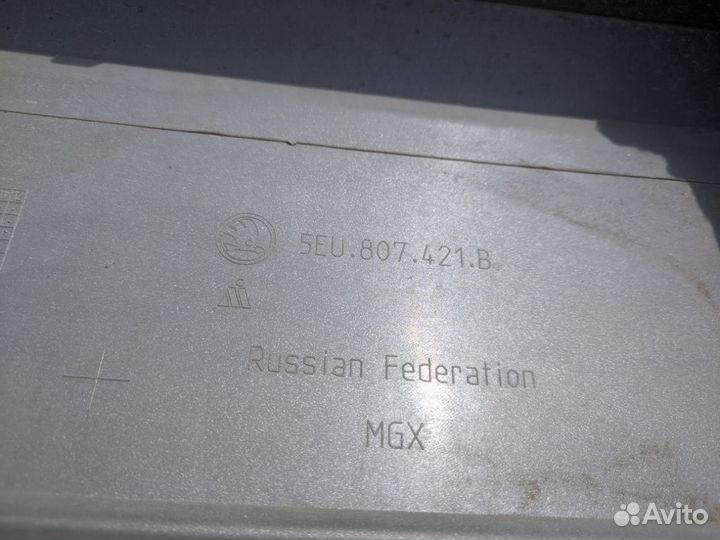 5EU.807.421.B
Russian Federation
MGX
Avito